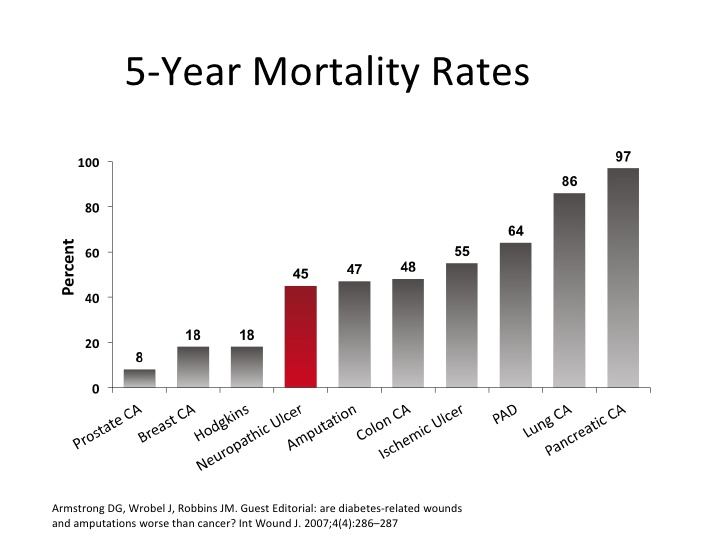 5-Year Mortality Rates
Percent
100
80
60
40
20
0
8
18
18
45
47
48
55
64
86
97
Prostate CA
Breast CA
Hodgkins
Neuropathic Ulcer
Amputation
Colon CA
Ischemic Ulcer
PAD
Lung CA
Pancreatic CA
Armstrong DG, Wrobel J, Robbins JM. Guest Editorial: are diabetes-related wounds
and amputations worse than cancer? Int Wound J. 2007;4(4):286–287